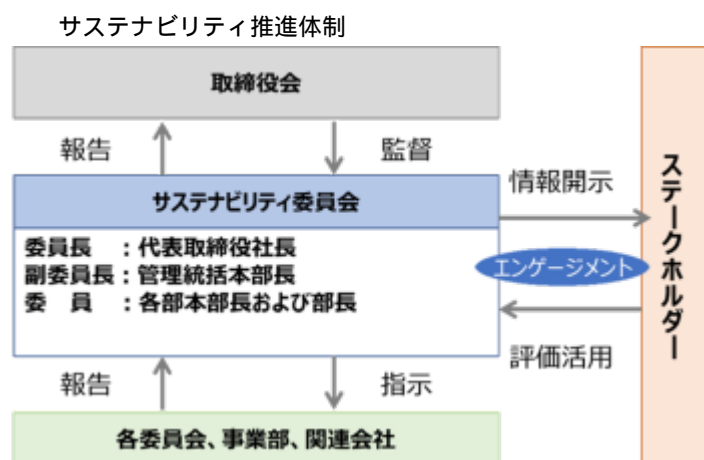 サステナビリティ推進体制
取締役会
報告
監督
サステナビリティ委員会
委員長　：代表取締役社長
副委員長：管理統括本部長
委　員　：各部本部長および部長
情報開示
エンゲージメント
評価活用
ステークホルダー
報告
指示
各委員会、事業部、関連会社